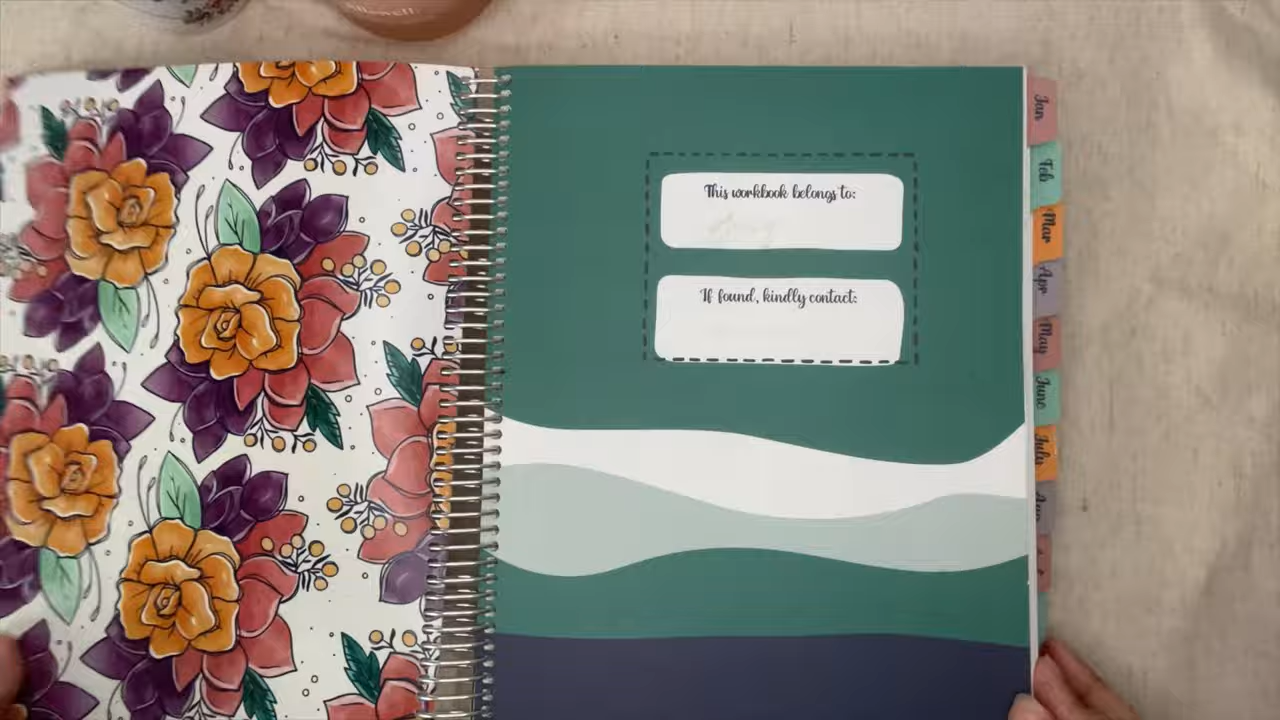 This workbook belongs to:
If found, kindly contact:
Jan
Feb
Mar
Apr
May
June
July